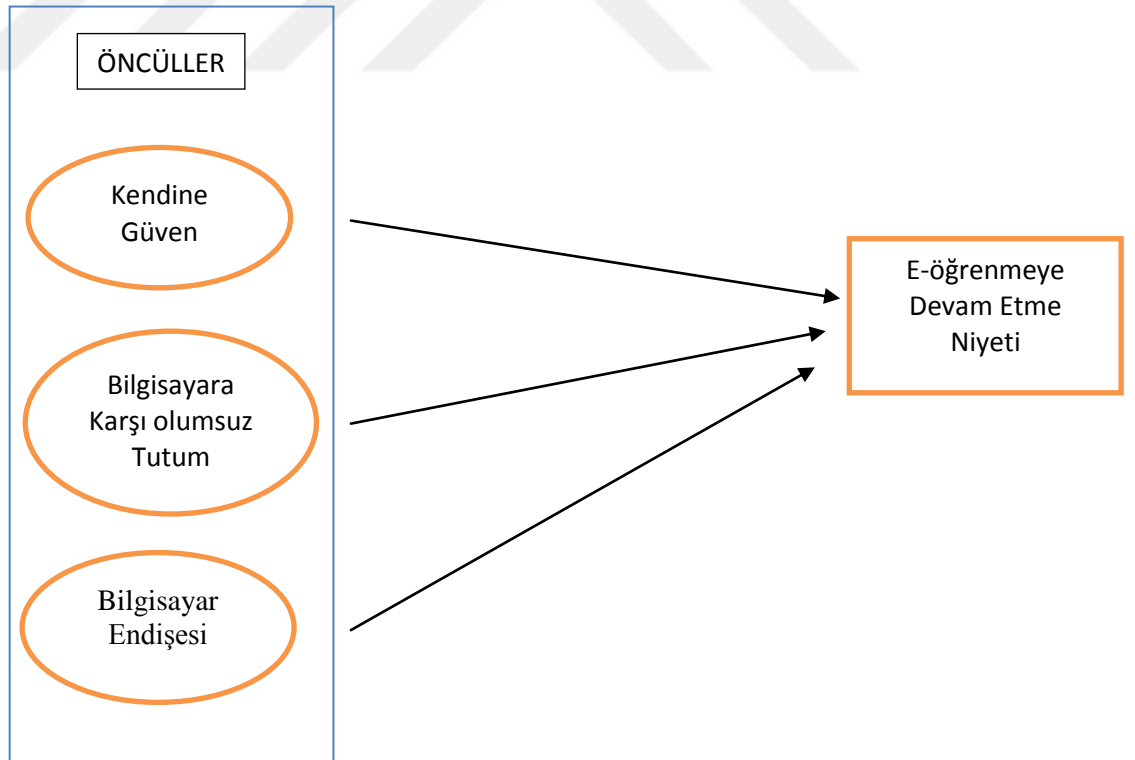 ÖNCÜLLER
Kendine
Güven
Bilgisayara
Karşı olumsuz
Tutum
Bilgisayar
Endişesi
E-öğrenmeye
Devam Etme
Niyeti